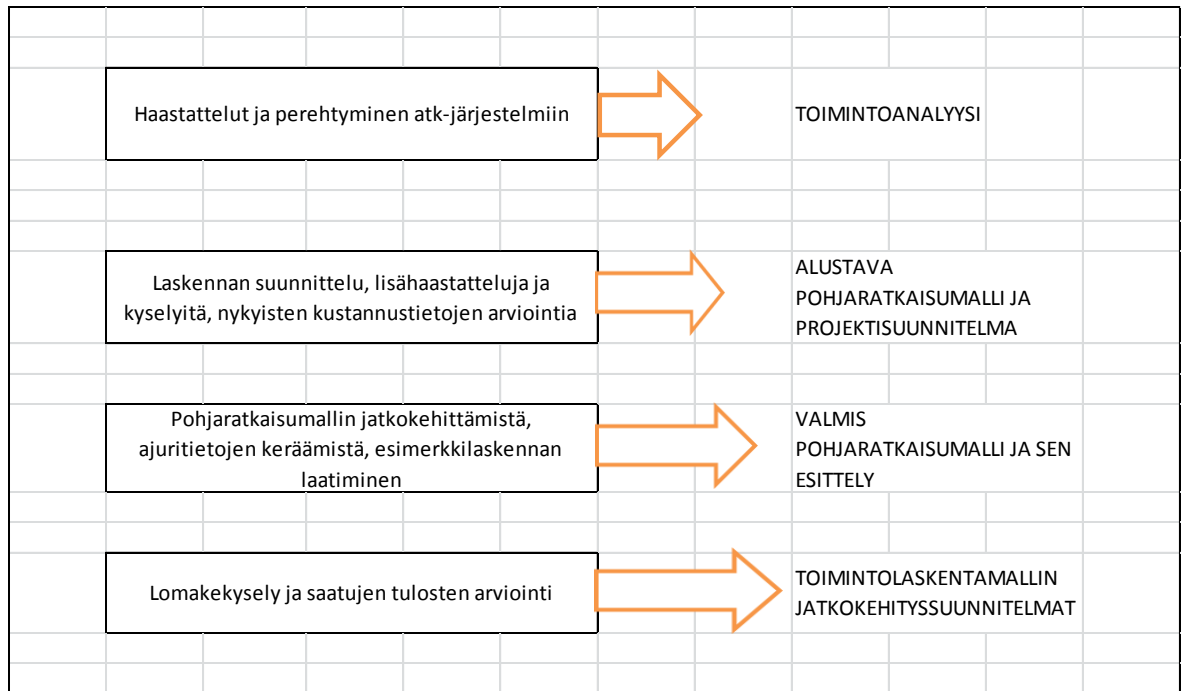 Haastattelut ja perehtyminen atk-järjestelmiin
TOIMINTOANALYYSI
Laskennan suunnittelu, lisähaastatteluja ja
kyselyitä, nykyisten kustannustietojen arviointia
ALUSTAVA
POHJARATKAISUMALLI JA
PROJEKTISUUNNITELMA
Pohjaratkaisumallin jatkokehittämistä,
ajuritietojen keräämistä, esimerkkilaskennan
laatiminen
VALMIS
POHJARATKAISUMALLI JA SEN
ESITTELY
Lomakekysely ja saatujen tulosten arviointi
TOIMINTOLASKENTAMALLIN
JATKOKEHITYSSUUNNITELMAT